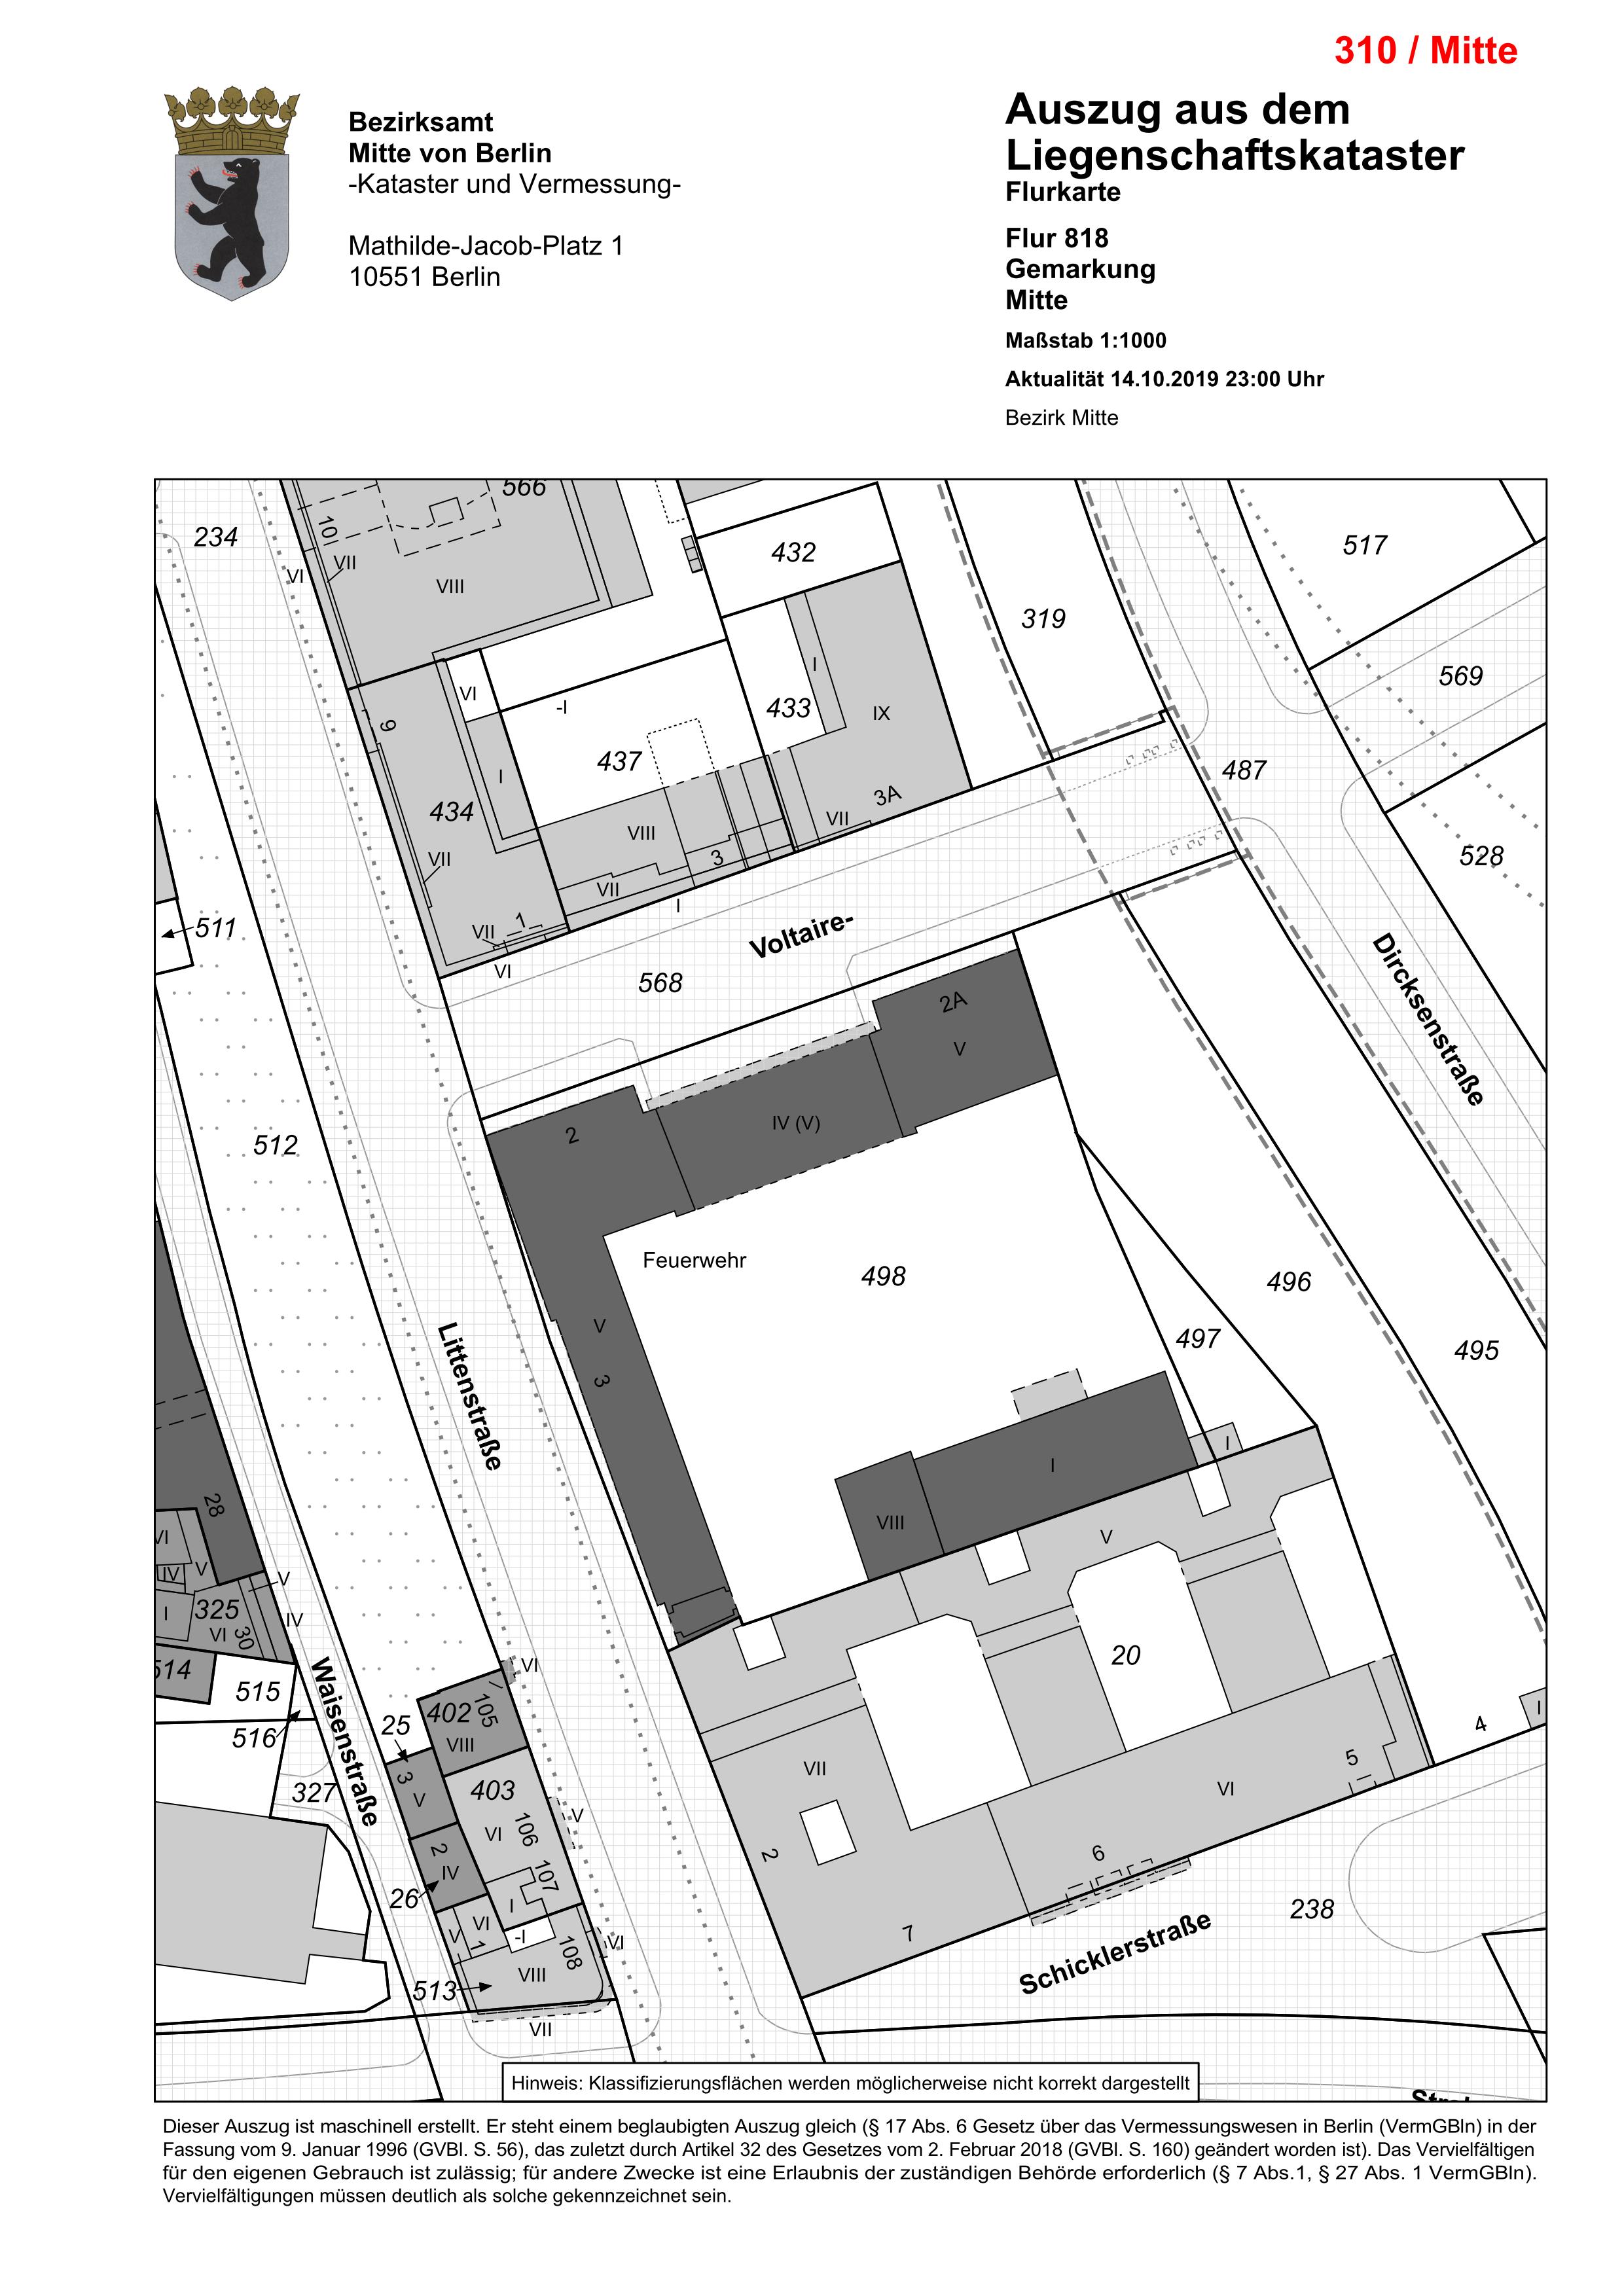 310 / Mitte
Bezirksamt
Mitte von Berlin
-Kataster und Vermessung-
Mathilde-Jacob-Platz 1
10551 Berlin
Auszug aus dem
Liegenschaftskataster
Flurkarte
Flur 818
Gemarkung
Mitte
Maßstab 1:1000
Aktualität 14.10.2019 23:00 Uhr
Bezirk Mitte
566
234
10
517
432
VII
VI
VIII
319
I
569
VI
433
-I
IX
9
437
487
I
3A
434
VII
VIII
528
3
VII
VII
I
1
511
VII
Voltaire-
VI
568
2A
V
Dircksenstraße
IV (V)
2
512
Feuerwehr
498
496
V
497
495
3
Littenstraße
I
I
28
VIII
VI
V
V
IV
V
I
325
IV
VI
30
20
VI
514
515
402
105
25
516
VIII
4
I
5
VII
3
403
327
V
VI
Waisenstraße
106
V
VI
2
6
2
IV
107
26
I
238
VI
V
1
-I
108
VI
7
Schicklerstraße
VIII
513
VII
Hinweis: Klassifizierungsflächen werden möglicherweise nicht korrekt dargestellt
Dieser Auszug ist maschinell erstellt. Er steht einem beglaubigten Auszug gleich (§ 17 Abs. 6 Gesetz über das Vermessungswesen in Berlin (VermGBln) in der
Fassung vom 9. Januar 1996 (GVBl. S. 56), das zuletzt durch Artikel 32 des Gesetzes vom 2. Februar 2018 (GVBl. S. 160) geändert worden ist). Das Vervielfältigen
für den eigenen Gebrauch ist zulässig; für andere Zwecke ist eine Erlaubnis der zuständigen Behörde erforderlich (§ 7 Abs.1, § 27 Abs. 1 VermGBln).
Vervielfältigungen müssen deutlich als solche gekennzeichnet sein.